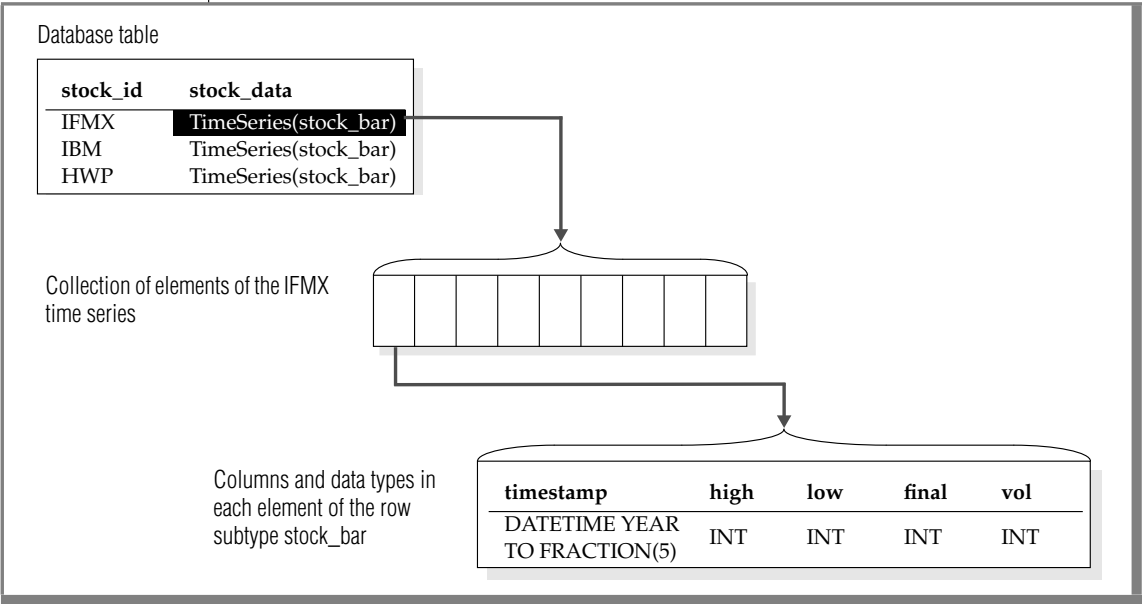 Database table
stock_id stock_data
IFMX TimeSeries(stock_bar)
IBM TimeSeries(stock_bar)
HWP TimeSeries(stock_bar)
Collection of elements of the IFMX
time series
Columns and data types in
each element of the row
subtype stock_bar
timestamp high low final vol
DATETIME YEAR
TO FRACTION(5) INT INT INT INT